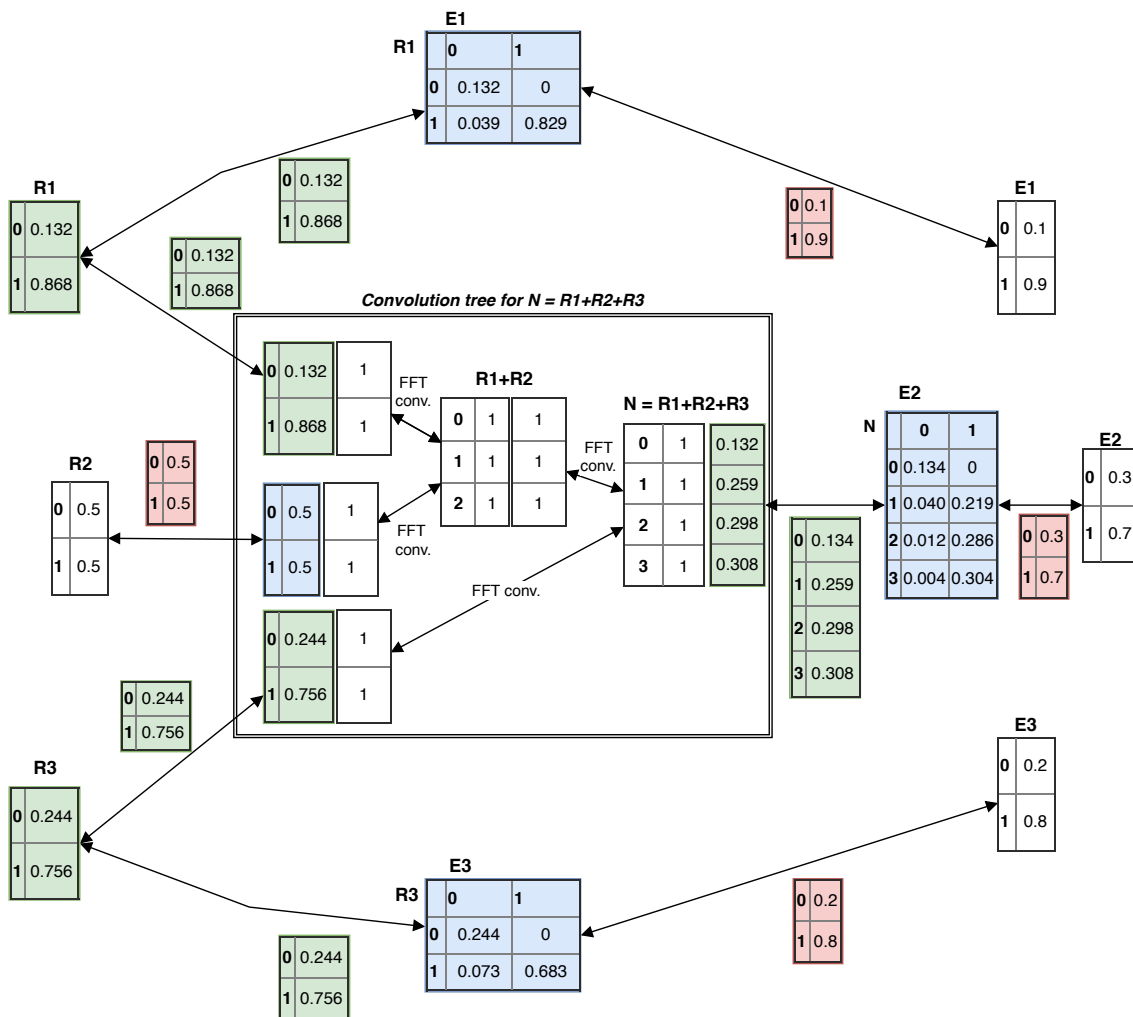 E1
R1
0 1
0 0.132 0
1 0.039 0.829
0 0.132
1 0.868
R1
0 0.132
1 0.868
0 0.132
1 0.868
0 0.1
1 0.9
E1
0 0.1
1 0.9
Convolution tree for N = R1+R2+R3
0 0.132 1
1 0.868 1
FFT
conv.
R1+R2
0 1 1
1 1 1
2 1 1
FFT
conv.
N = R1+R2+R3
0 1 0.132
1 1 0.259
2 1 0.298
3 1 0.308
E2
N
0 1
0 0.134 0
1 0.040 0.219
2 0.012 0.286
3 0.004 0.304
E2
0 0.3
1 0.7
0 0.5
1 0.5
R2
0 0.5
1 0.5
0 0.5 1
1 0.5 1
FFT
conv.
FFT conv.
0 0.134
1 0.259
2 0.298
3 0.308
0 0.3
1 0.7
0 0.244 1
1 0.756 1
0 0.244
1 0.756
R3
0 0.244
1 0.756
E3
0 0.2
1 0.8
E3
R3
0 1
0 0.244 0
1 0.073 0.683
0 0.2
1 0.8
0 0.244
1 0.756